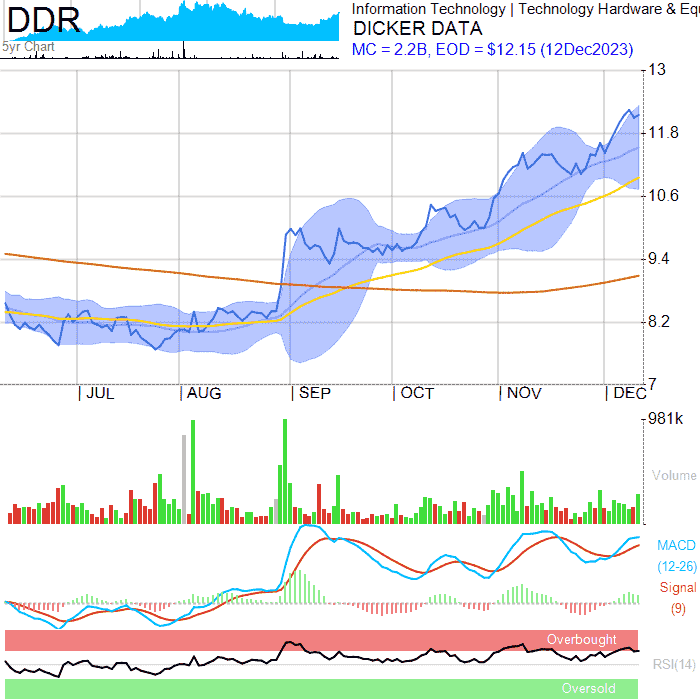 DDR
5yr Chart
Information Technology | Technology Hardware & Equ
DICKER DATA
MC = 2.2B, EOD = $12.15 (12Dec2023)
13
11.8
10.6
9.4
8.2
7
| JUL | AUG | SEP | OCT | NOV | DEC
981k
Volume
MACD
(12-26)
Signal
(9)
Overbought
RSI(14)
Oversold